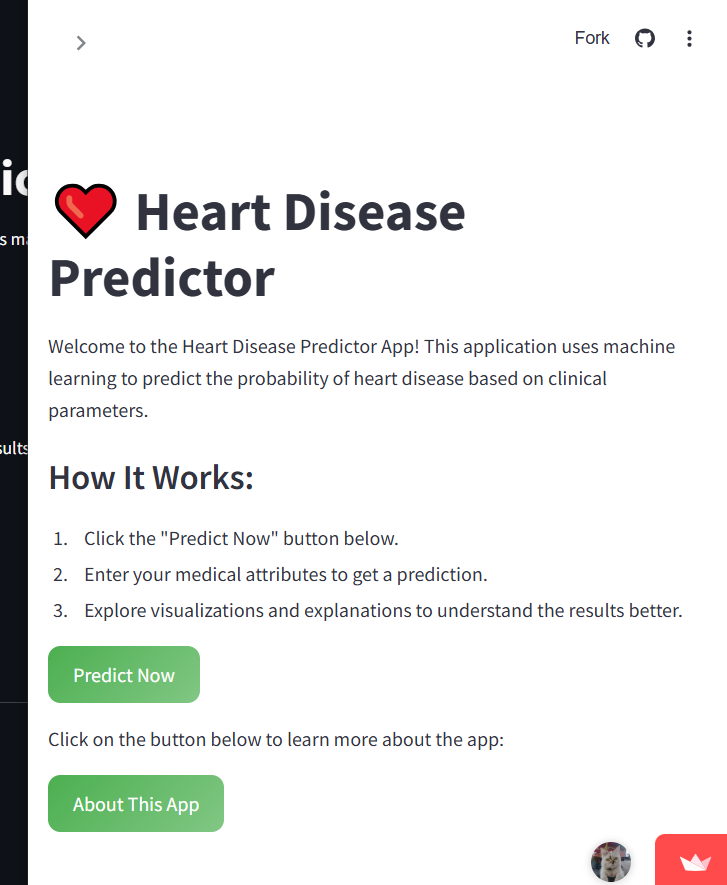 Fork
Heart Disease
Predictor
Welcome to the Heart Disease Predictor App! This application uses machine
learning to predict the probability of heart disease based on clinical
parameters.
How It Works:
1. Click the "Predict Now" button below.
2. Enter your medical attributes to get a prediction.
3. Explore visualizations and explanations to understand the results better.
Predict Now
Click on the button below to learn more about the app:
About This App